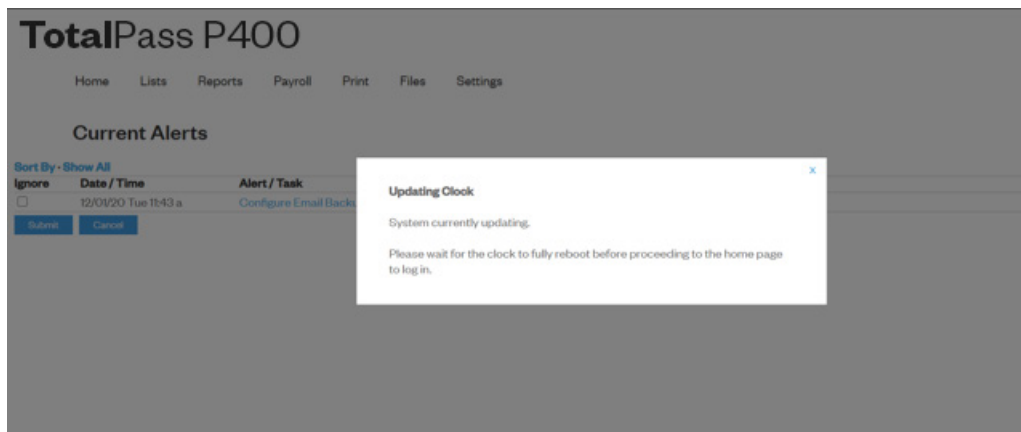 TotalPass P400
Home Lists Reports Payroll Print Files Settings
Current Alerts
Sort By - Show All
Ignore Date / Time Alert / Task
12/01/20 Tue 11:43 a Configure Email
Submit Cancel
x
Updating Clock
System currently updating.
Please wait for the clock to fully reboot before proceeding to the home page
to log in.